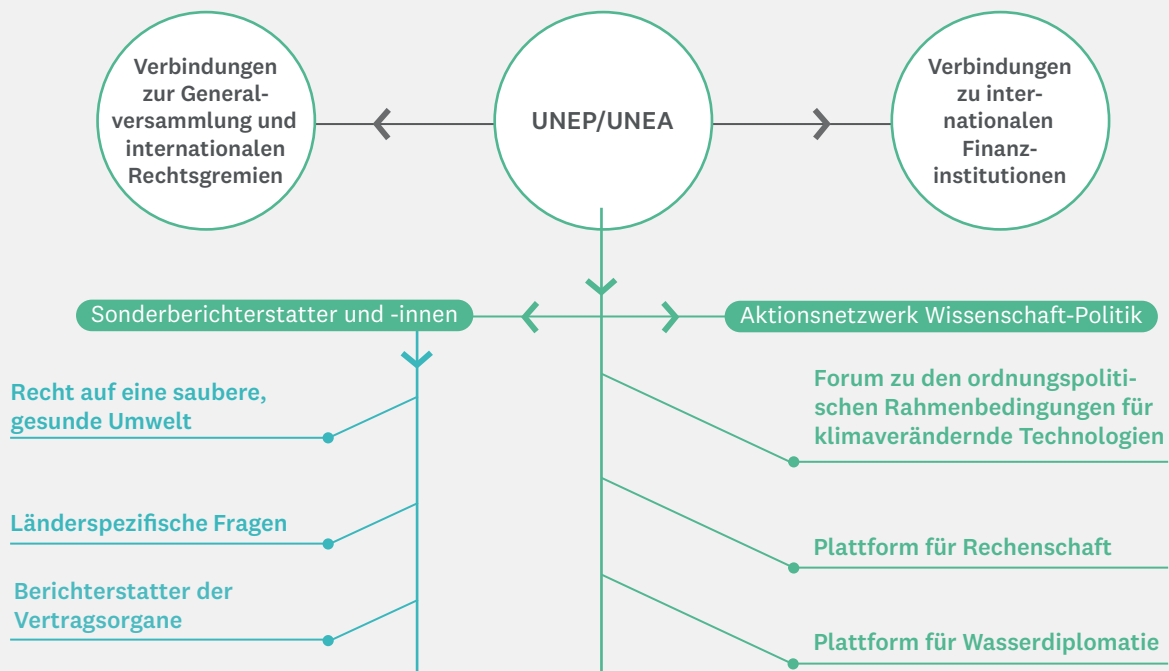 Verbindungen
zur General-
versammlung und
internationalen
Rechtsgremien
UNEP/UNEA
Verbindungen
zu inter-
nationalen
Finanz-
institutionen
Sonderberichterstatter und -innen
Aktionsnetzwerk Wissenschaft-Politik
Recht auf eine saubere,
gesunde Umwelt
Länderspezifische Fragen
Berichterstatter der
Vertragsorgane
Forum zu den ordnungspoliti-
schen Rahmenbedingungen für
klimaverändernde Technologien
Plattform für Rechenschaft
Plattform für Wasserdiplomatie